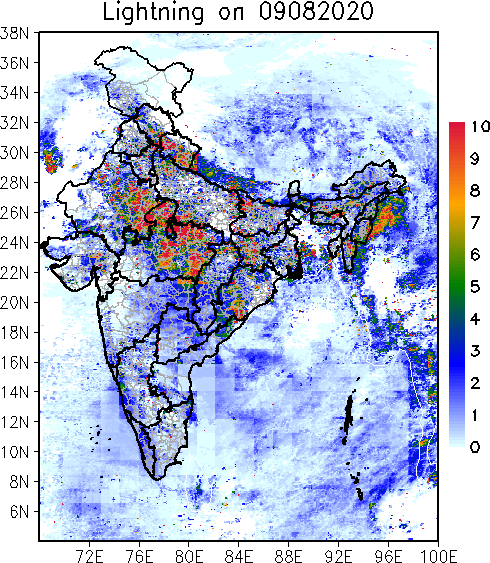 Lightning on 09082020
38N
36N
34N
32N
30N
28N
26N
24N
22N
20N
18N
16N
14N
12N
10N
8N
6N
72E 76E 80E 84E 88E 92E 96E 100E
10
9
8
7
6
5
4
3
2
1
0